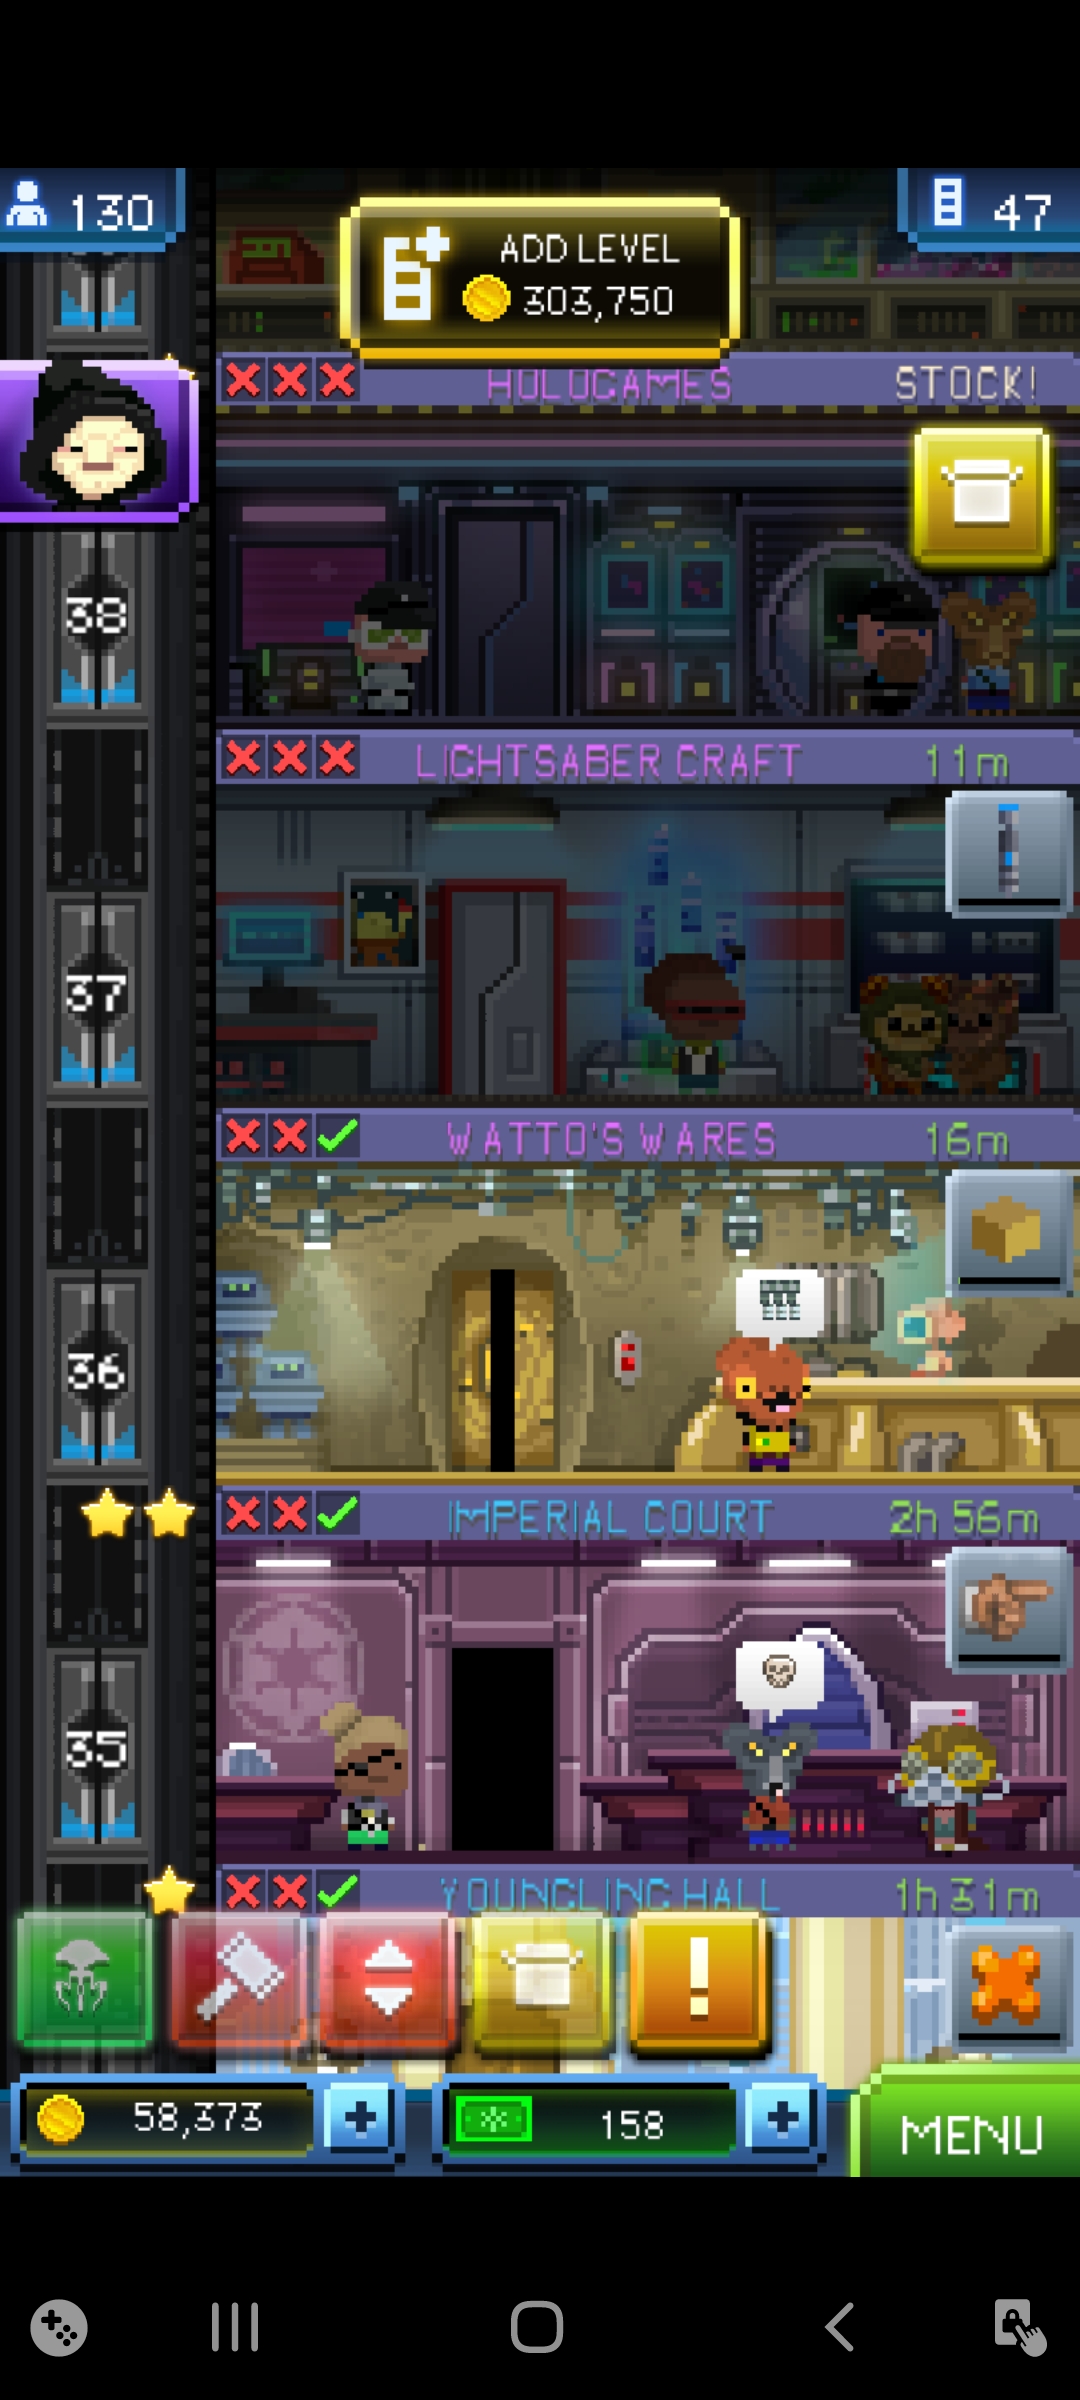 130
ADD LEVEL
303,750
47
HOLOGAMES
STOCK!
38
LIGHTSABER CRAFT
11m
37
WATTO'S WARES
16m
36
IMPERIAL COURT
2h 56m
35
YOUNGLING HALL
1h 31m
!
58,373
+
158
+
MENU